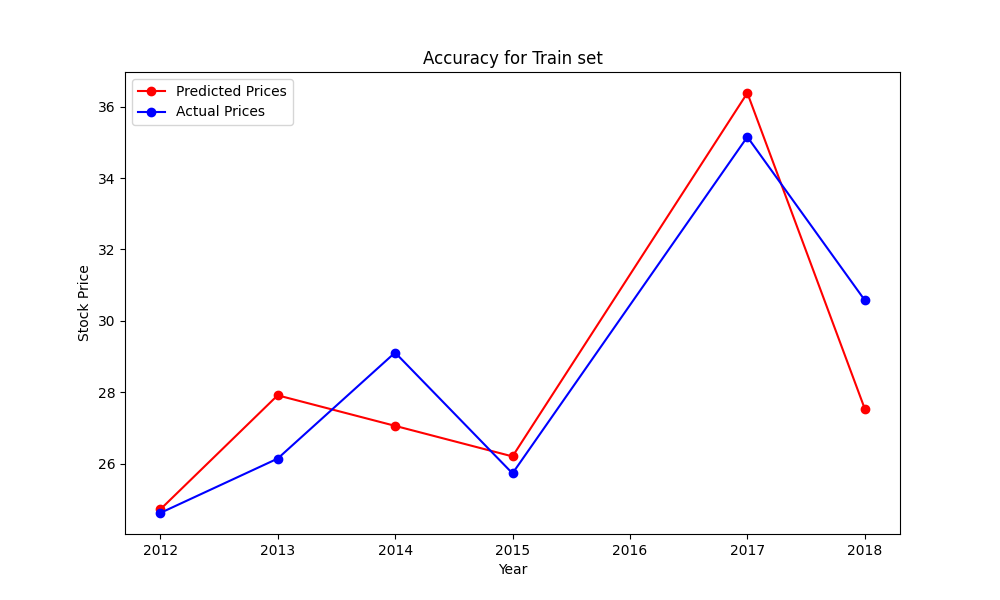 Accuracy for Train set
Predicted Prices
Actual Prices
36
34
32
30
28
26
Stock Price
2012 2013 2014 2015 2016 2017 2018
Year